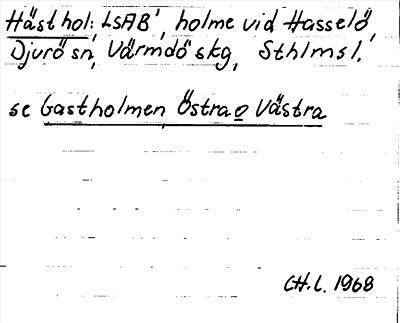 Hästhol: LSAB', holme vid Hasselö,
Djurö sn, Värmdö skg, Sthlms l.
se Gastholmen Östra o Västra
CH.L. 1968